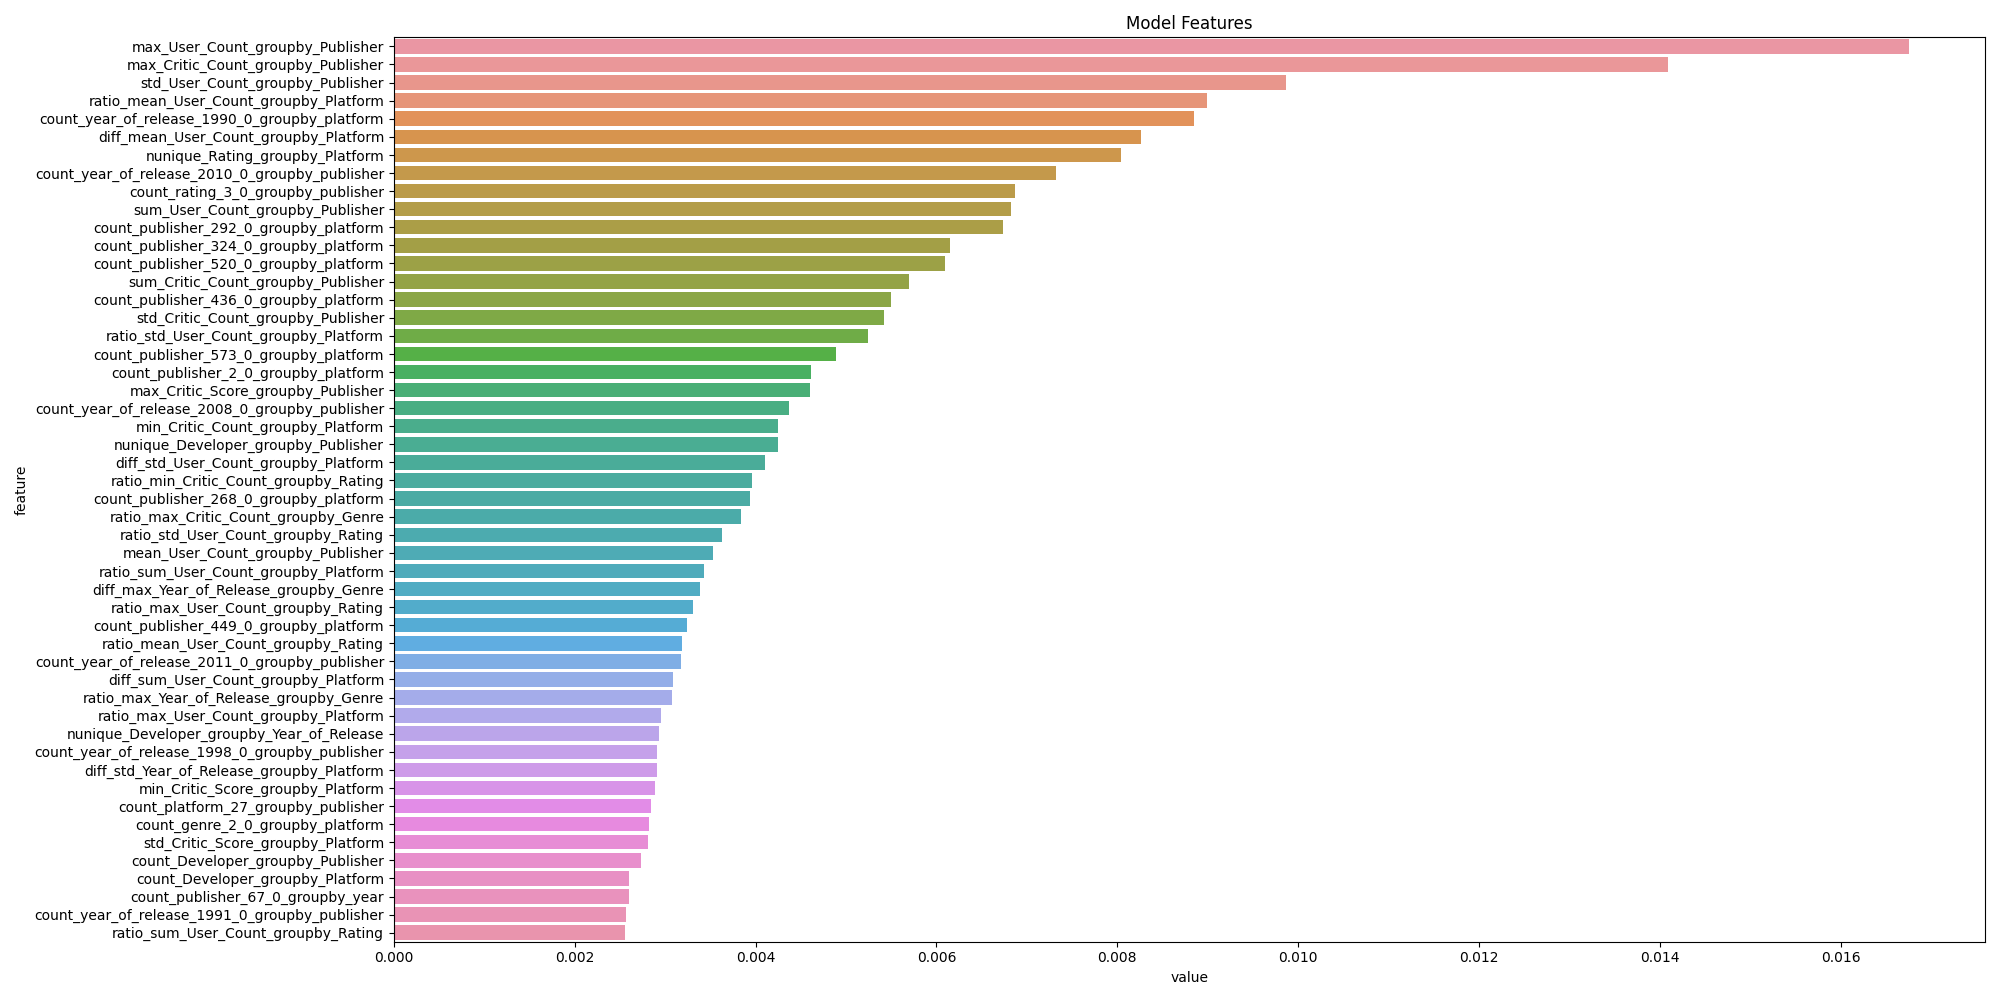 Model Features
max_User_Count_groupby_Publisher
max_Critic_Count_groupby_Publisher
std_User_Count_groupby_Publisher
ratio_mean_User_Count_groupby_Platform
count_year_of_release_1990_0_groupby_platform
diff_mean_User_Count_groupby_Platform
nunique_Rating_groupby_Platform
count_year_of_release_2010_0_groupby_publisher
count_rating_3_0_groupby_publisher
sum_User_Count_groupby_Publisher
count_publisher_292_0_groupby_platform
count_publisher_324_0_groupby_platform
count_publisher_520_0_groupby_platform
sum_Critic_Count_groupby_Publisher
count_publisher_436_0_groupby_platform
std_Critic_Count_groupby_Publisher
ratio_std_User_Count_groupby_Platform
count_publisher_573_0_groupby_platform
count_publisher_2_0_groupby_platform
max_Critic_Score_groupby_Publisher
count_year_of_release_2008_0_groupby_publisher
min_Critic_Count_groupby_Platform
nunique_Developer_groupby_Publisher
diff_std_User_Count_groupby_Platform
ratio_min_Critic_Count_groupby_Rating
count_publisher_268_0_groupby_platform
ratio_max_Critic_Count_groupby_Genre
ratio_std_User_Count_groupby_Rating
mean_User_Count_groupby_Publisher
ratio_sum_User_Count_groupby_Platform
diff_max_Year_of_Release_groupby_Genre
ratio_max_User_Count_groupby_Rating
count_publisher_449_0_groupby_platform
ratio_mean_User_Count_groupby_Rating
count_year_of_release_2011_0_groupby_publisher
diff_sum_User_Count_groupby_Platform
ratio_max_Year_of_Release_groupby_Genre
ratio_max_User_Count_groupby_Platform
nunique_Developer_groupby_Year_of_Release
count_year_of_release_1998_0_groupby_publisher
diff_std_Year_of_Release_groupby_Platform
min_Critic_Score_groupby_Platform
count_platform_27_groupby_publisher
count_genre_2_0_groupby_platform
std_Critic_Score_groupby_Platform
count_Developer_groupby_Publisher
count_Developer_groupby_Platform
count_publisher_67_0_groupby_year
count_year_of_release_1991_0_groupby_publisher
ratio_sum_User_Count_groupby_Rating
feature
0.000 0.002 0.004 0.006 0.008 0.010 0.012 0.014 0.016
value